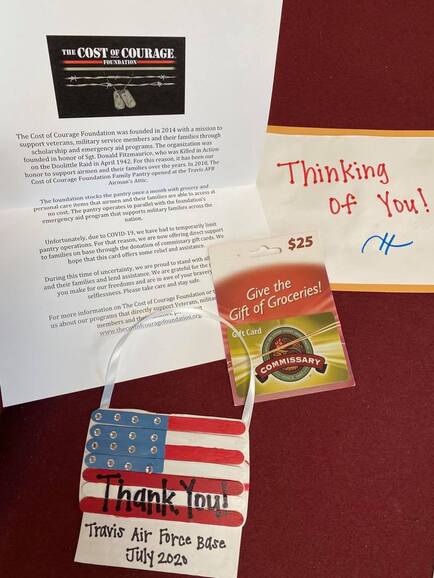 THE COST OF COURAGE
FOUNDATION
The Cost of Courage Foundation was founded in 2014 with a mission to
support veterans, military service members and their families through
scholarship and emergency aid programs. The organization was
founded in honor of Sgt. Donald Fitzmaurice, who was Killed in Action
on the Doolittle Raid in April 1942. For this reason, it has been our
honor to support airmen and their families over the years. In 2018, The
Cost of Courage Foundation Family Pantry opened at the Travis AFB
Airman's Attic.
The foundation stocks the pantry once a month with grocery and
personal care items that airmen and their families are able to access at
no cost. The pantry operates in parallel with the foundation's
emergency aid program that supports military families across the
nation.
Unfortunately, due to COVID-19, we have had to temporarily limit
pantry operations. For that reason, we are now offering direct support
to families on base through the donation of commissary gift cards. We
hope that this card offers some relief and assistance.
During this time of uncertainty, we are proud to stand with all
and their families and lend assistance. We are grateful for the
you make for our freedoms and are in awe of your bravery
selflessness. Please take care and stay safe.
For more information on The Cost of Courage Foundation or
us about our programs that directly support Veterans, military
members and their
www.thecostofcouragefoundation.org
Thinking
of You!
$25
Give the
Gift of Groceries!
Gift Card
COMMISSARY
Thank You!
Travis Air Force Base
July 2020